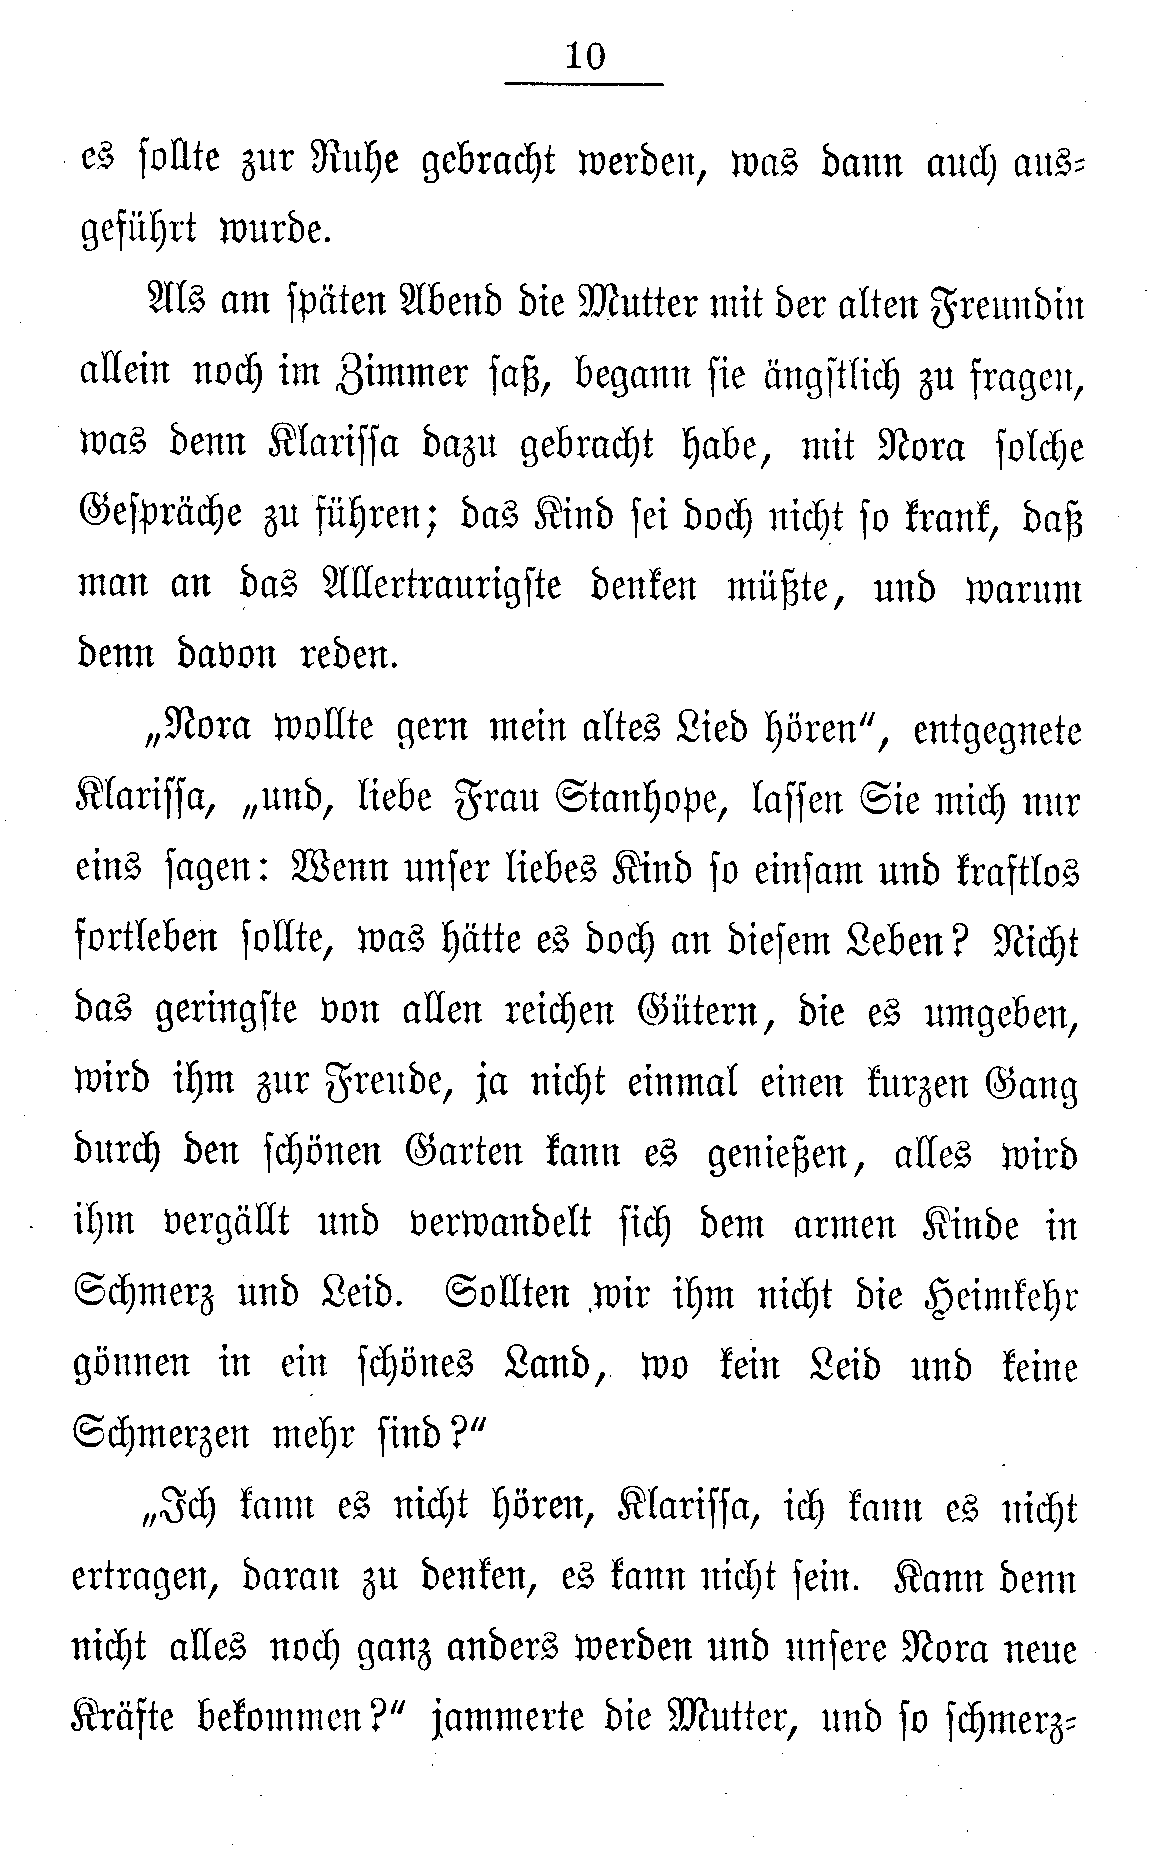 10
es sollte zur Ruhe gebracht werden, was dann auch aus-
geführt wurde.
Als am späten Abend die Mutter mit der alten Freundin
allein noch im Zimmer saß, begann sie ängstlich zu fragen,
was denn Klarissa dazu gebracht habe, mit Nora solche
Gespräche zu führen; das Kind sei doch nicht so krank, daß
man an das Allertraurigste denken müßte, und warum
denn davon reden.
„Nora wollte gern mein altes Lied hören“, entgegnete
Klarissa, „und, liebe Frau Stanhope, lassen Sie mich nur
eins sagen: Wenn unser liebes Kind so einsam und kraftlos
fortleben sollte, was hätte es doch an diesem Leben? Nicht
das geringste von allen reichen Gütern, die es umgeben,
wird ihm zur Freude, ja nicht einmal einen kurzen Gang
durch den schönen Garten kann es genießen, alles wird
ihm vergällt und verwandelt sich dem armen Kinde in
Schmerz und Leid. Sollten wir ihm nicht die Heimkehr
gönnen in ein schönes Land, wo kein Leid und keine
Schmerzen mehr sind?“
„Ich kann es nicht hören, Klarissa, ich kann es nicht
ertragen, daran zu denken, es kann nicht sein. Kann denn
nicht alles noch ganz anders werden und unsere Nora neue
Kräfte bekommen?“ jammerte die Mutter, und so schmerz-